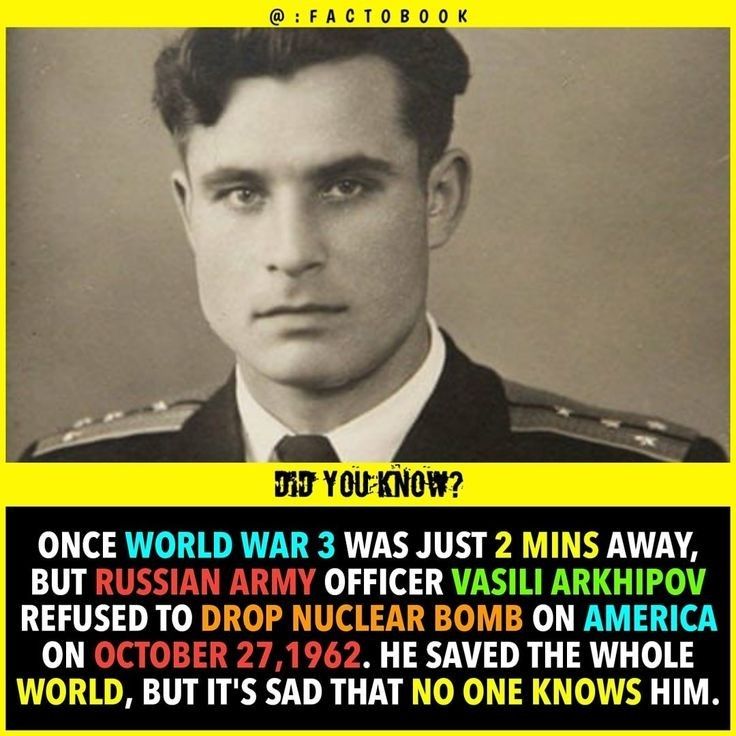 @:FACTOBOOK
DID YOU KNOW?
ONCE WORLD WAR 3 WAS JUST 2 MINS AWAY,
BUT RUSSIAN ARMY OFFICER VASILI ARKHIPOV
REFUSED TO DROP NUCLEAR BOMB ON AMERICA
ON OCTOBER 27,1962. HE SAVED THE WHOLE
WORLD, BUT IT'S SAD THAT NO ONE KNOWS HIM.